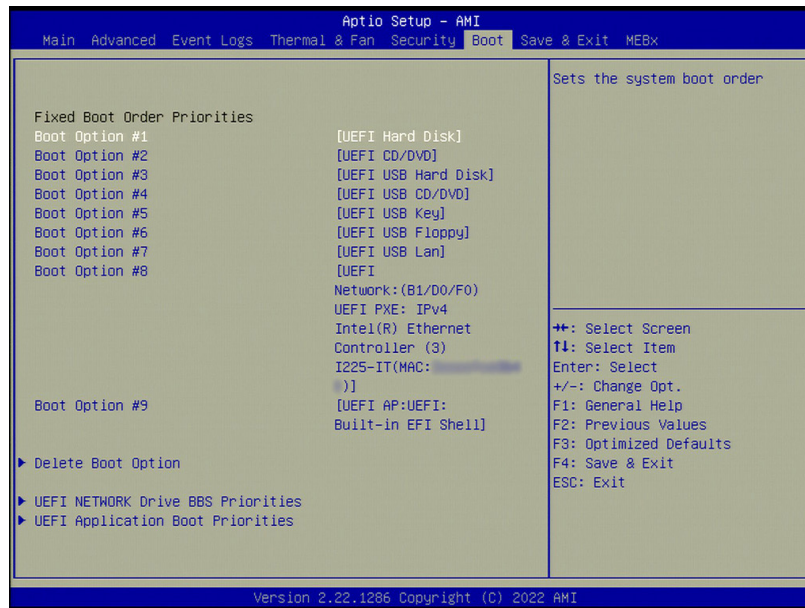 Aptio Setup – AMI
Main Advanced Event Logs Thermal & Fan Security Boot Save & Exit MEBx
Sets the system boot order
Fixed Boot Order Priorities
Boot Option #1 [UEFI Hard Disk]
Boot Option #2 [UEFI CD/DVD]
Boot Option #3 [UEFI USB Hard Disk]
Boot Option #4 [UEFI USB CD/DVD]
Boot Option #5 [UEFI USB Key]
Boot Option #6 [UEFI USB Floppy]
Boot Option #7 [UEFI USB Lan]
Boot Option #8 [UEFI
Network:(B1/D0/F0)
UEFI PXE: IPv4
Intel(R) Ethernet
Controller (3)
I225-IT(MAC:
)]
Boot Option #9 [UEFI AP:UEFI:
Built-in EFI Shell]
Delete Boot Option
UEFI NETWORK Drive BBS Priorities
UEFI Application Boot Priorities
→←: Select Screen
↑↓: Select Item
Enter: Select
+/-: Change Opt.
F1: General Help
F2: Previous Values
F3: Optimized Defaults
F4: Save & Exit
ESC: Exit
Version 2.22.1286 Copyright (C) 2022 AMI